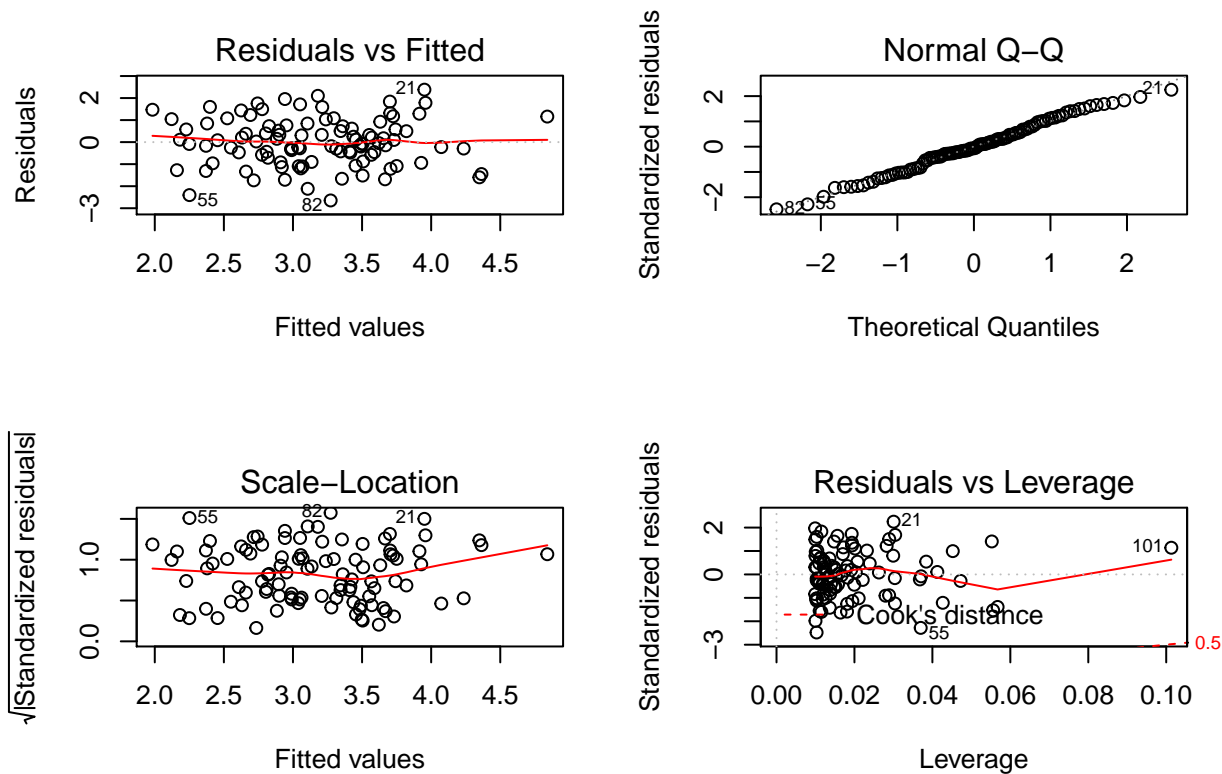 Residuals vs Fitted
Residuals
2
0
−3
21
55
82
2.0 2.5 3.0 3.5 4.0 4.5
Fitted values
Normal Q−Q
Standardized residuals
2
0
−2
21
82
55
−2 −1 0 1 2
Theoretical Quantiles
Scale−Location
√|Standardized residuals|
1.0
0.0
55
82
21
2.0 2.5 3.0 3.5 4.0 4.5
Fitted values
Residuals vs Leverage
Standardized residuals
2
0
−3
21
101
Cook's distance
55
0.5
0.00 0.02 0.04 0.06 0.08 0.10
Leverage